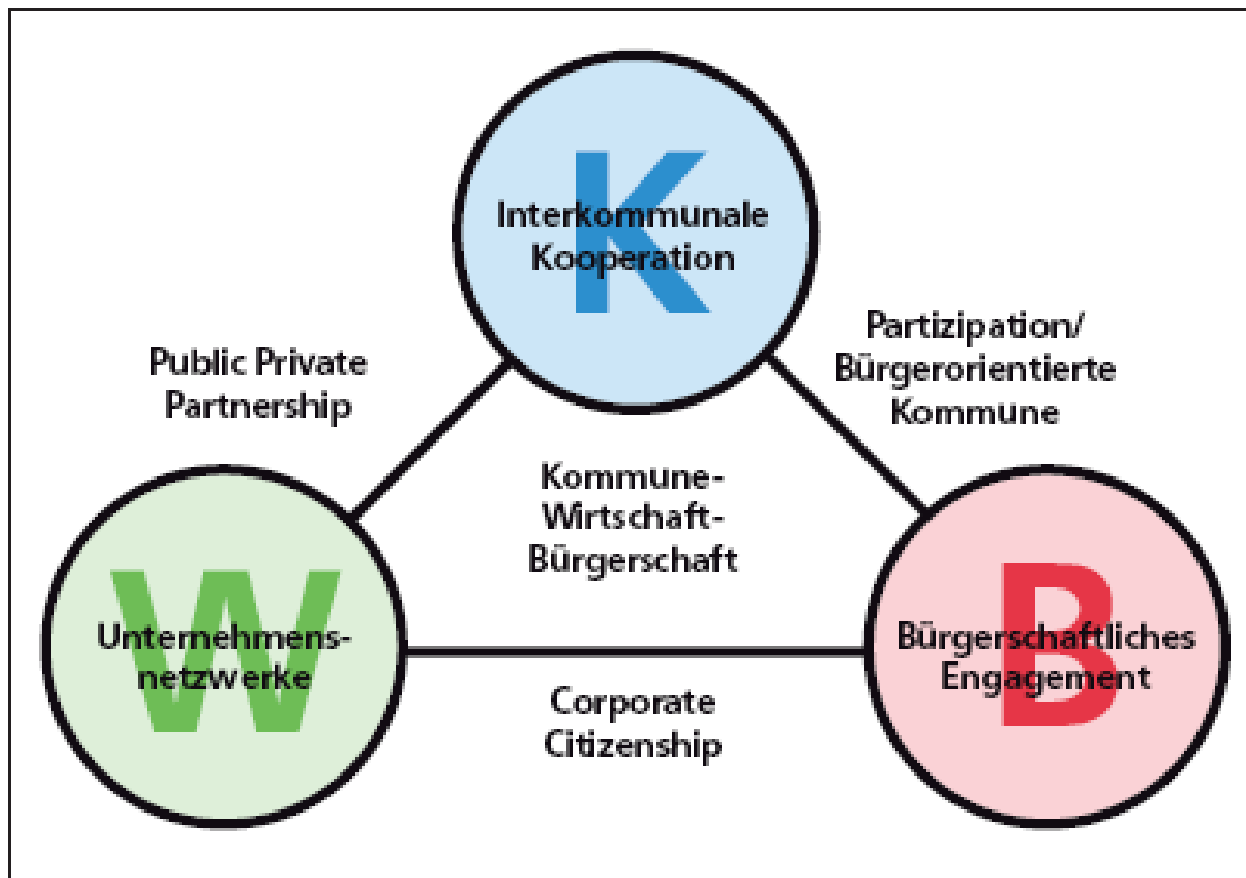 K
Interkommunale
Kooperation
Public Private
Partnership
Partizipation/
Bürgerorientierte
Kommune
Kommune-
Wirtschaft-
Bürgerschaft
W
Unternehmens-
netzwerke
B
Bürgerschaftliches
Engagement
Corporate
Citizenship